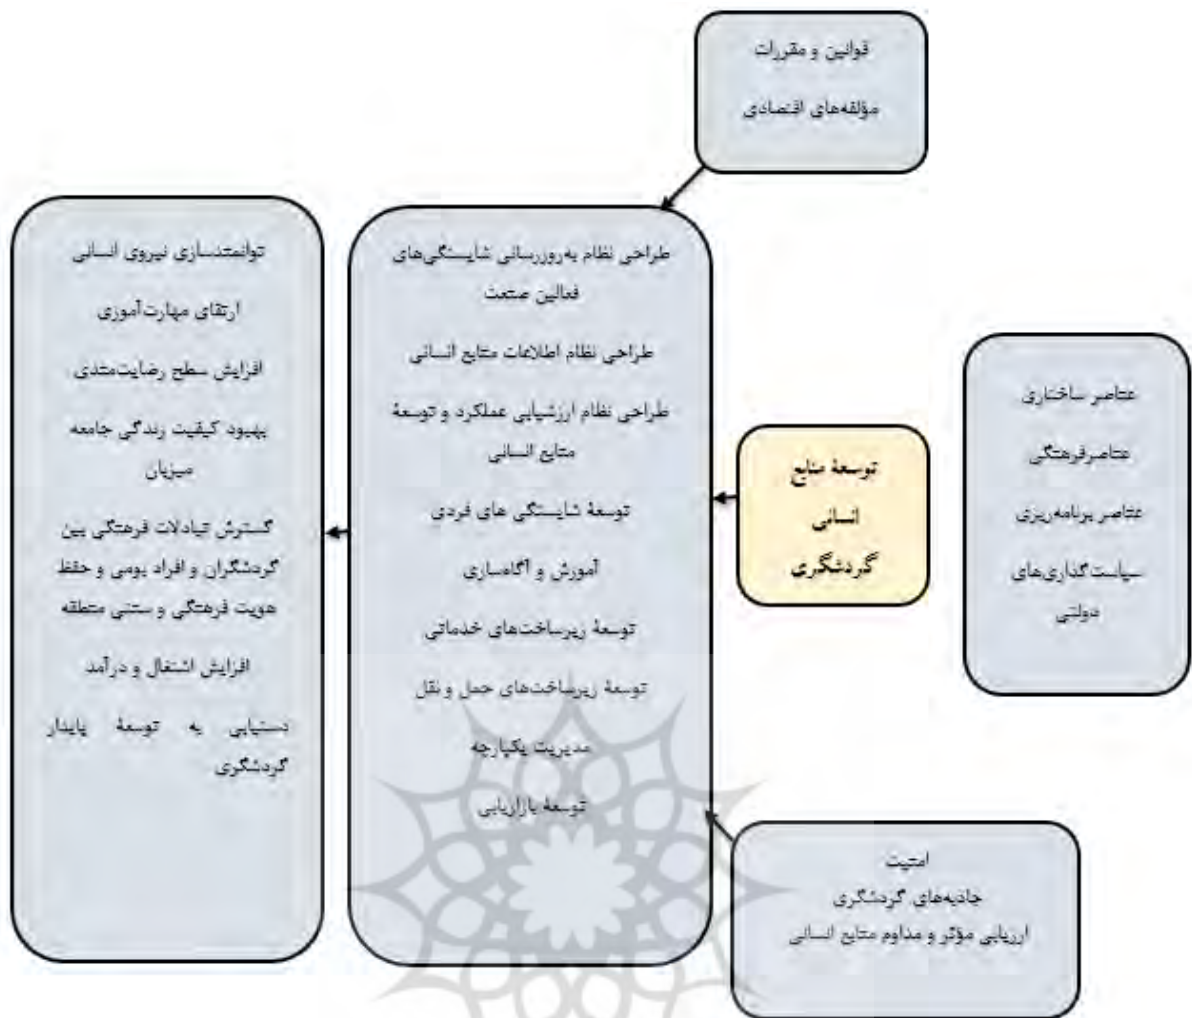 قوانین و مقررات
مؤلفه‌های اقتصادی
عناصر ساختاری
عناصرفرهنگی
عناصر برنامه‌ریزی
سیاست گذاری‌های
دولتی
توسعهٔ منابع
انسانی
گردشگری
طراحی نظام به‌روزرسانی شایستگی‌های
فعالین صنعت
طراحی نظام اطلاعات منابع انسانی
طراحی نظام ارزشیابی عملکرد و توسعهٔ
منابع انسانی
توسعهٔ شایستگی های فردی
آموزش و آگاه‌سازی
توسعهٔ زیرساخت‌های خدماتی
توسعهٔ زیرساخت‌های حمل و نقل
مدیریت یکپارچه
توسعهٔ بازاریابی
امنیت
جاذبه‌های گردشگری
ارزیابی مؤثر و مداوم منابع انسانی
توانمندسازی نیروی انسانی
ارتقای مهارت‌آموزی
افزایش سطح رضایت‌مندی
بهبود کیفیت زندگی جامعه
میزبان
گسترش تبادلات فرهنگی بین
گردشگران و افراد بومی و حفظ
هویت فرهنگی و سنتی منطقه
افزایش اشتغال و درآمد
دستیابی به توسعهٔ پایدار
گردشگری